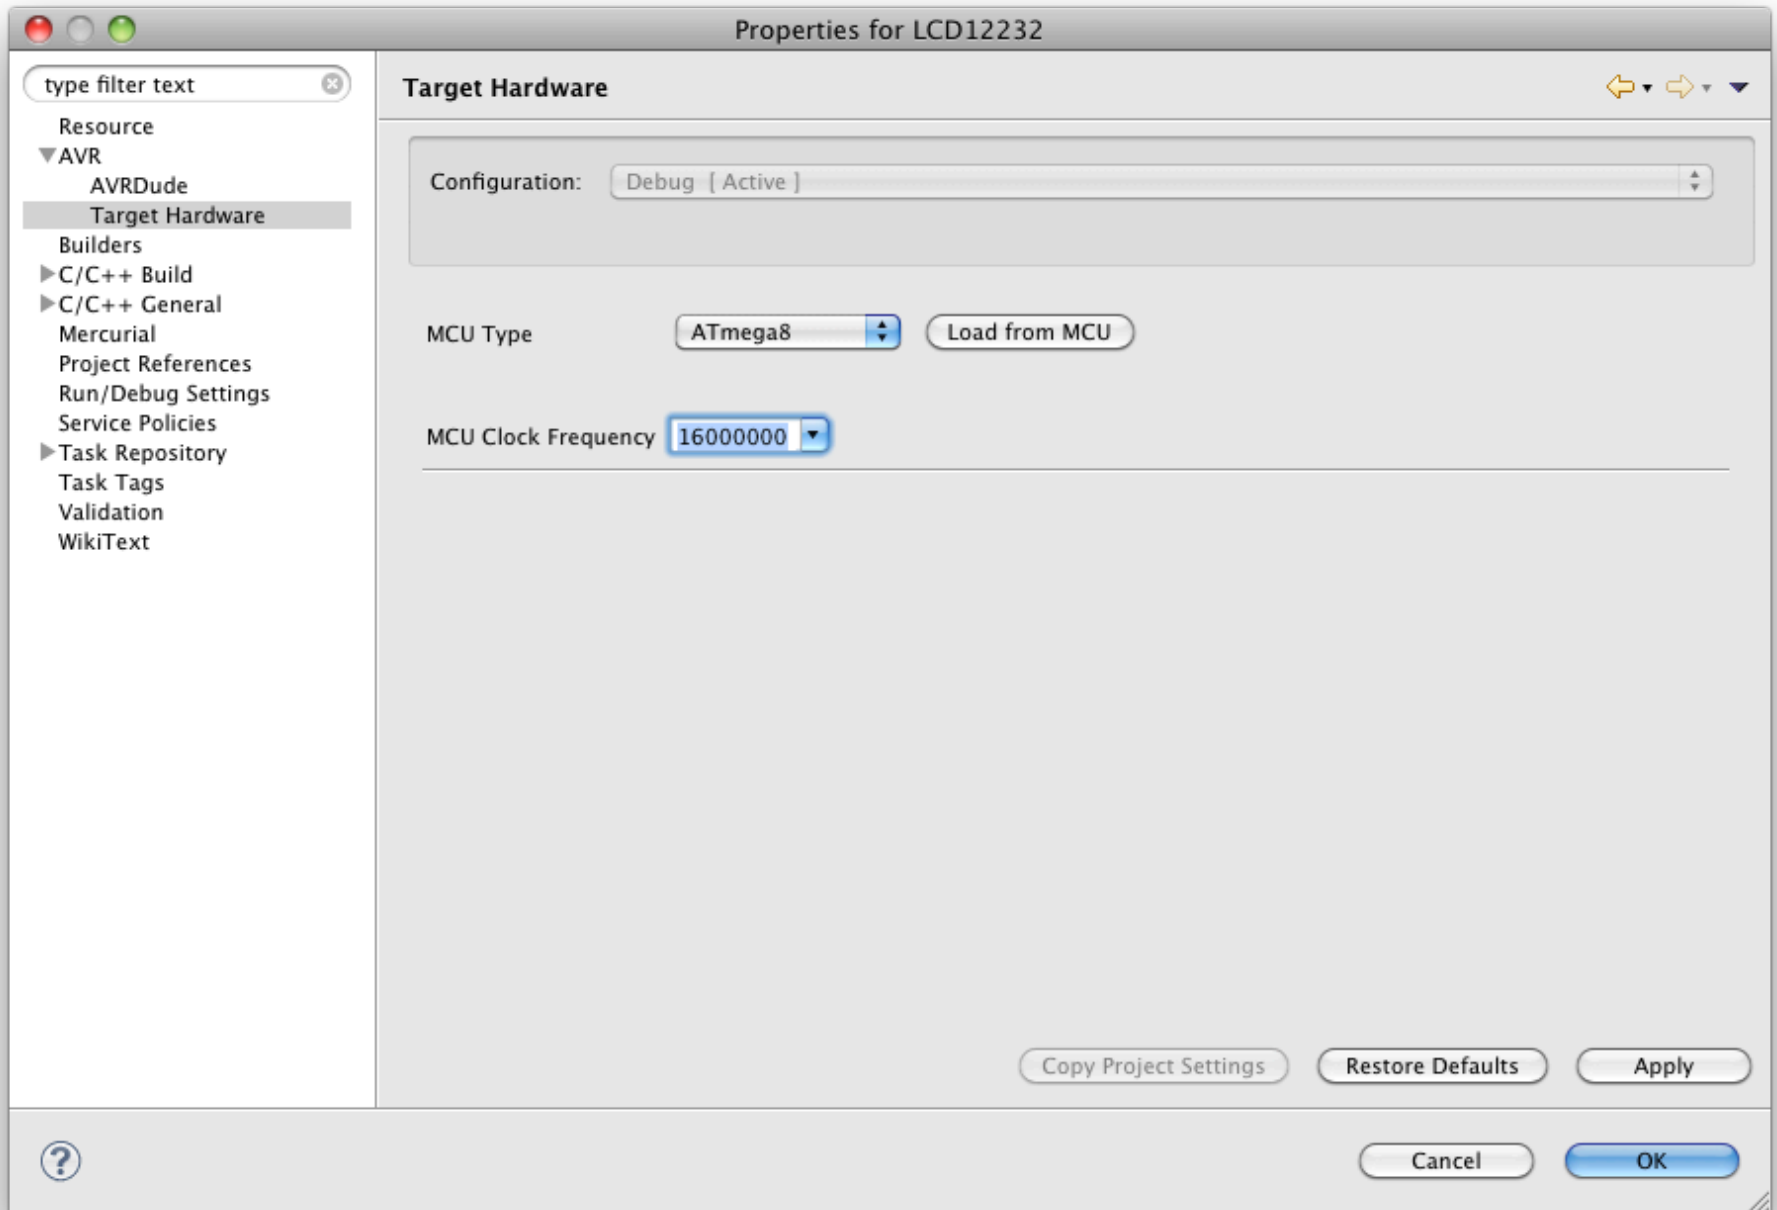 Properties for LCD12232
type filter text
Resource
AVR
AVRDude
Target Hardware
Builders
C/C++ Build
C/C++ General
Mercurial
Project References
Run/Debug Settings
Service Policies
Task Repository
Task Tags
Validation
WikiText
Target Hardware
Configuration: Debug [ Active ]
MCU Type ATmega8 Load from MCU
MCU Clock Frequency 16000000
Copy Project Settings Restore Defaults Apply
? Cancel OK